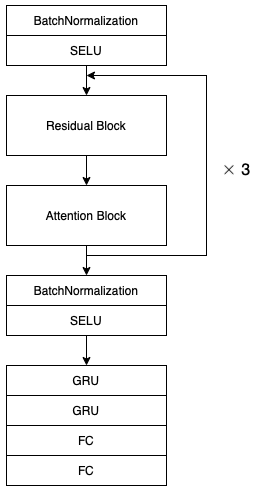 BatchNormalization
SELU
Residual Block
× 3
Attention Block
BatchNormalization
SELU
GRU
GRU
FC
FC